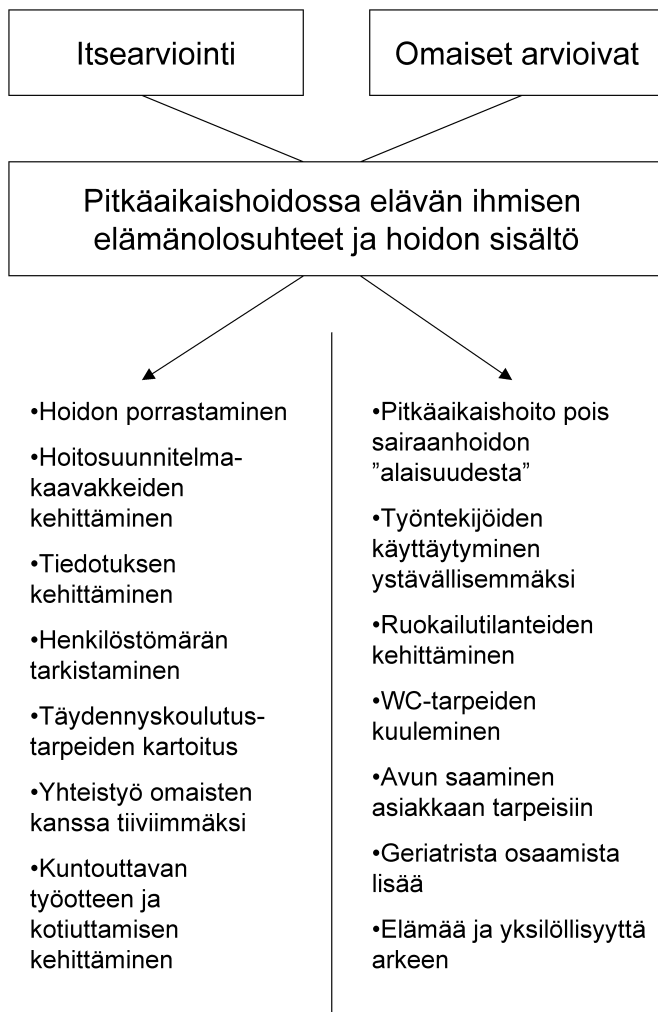 Itsearviointi
Omaiset arvioivat
Pitkäaikaishoidossa elävän ihmisen
elämänolosuhteet ja hoidon sisältö
•Hoidon porrastaminen
•Hoitosuunnitelma-
kaavakkeiden
kehittäminen
•Tiedotuksen
kehittäminen
•Henkilöstömärän
tarkistaminen
•Täydennyskoulutus-
tarpeiden kartoitus
•Yhteistyö omaisten
kanssa tiiviimmäksi
•Kuntouttavan
työotteen ja
kotiuttamisen
kehittäminen
•Pitkäaikaishoito pois
sairaanhoidon
”alaisuudesta”
•Työntekijöiden
käyttäytyminen
ystävällisemmäksi
•Ruokailutilanteiden
kehittäminen
•WC-tarpeiden
kuuleminen
•Avun saaminen
asiakkaan tarpeisiin
•Geriatrista osaamista
lisää
•Elämää ja yksilöllisyyttä
arkeen